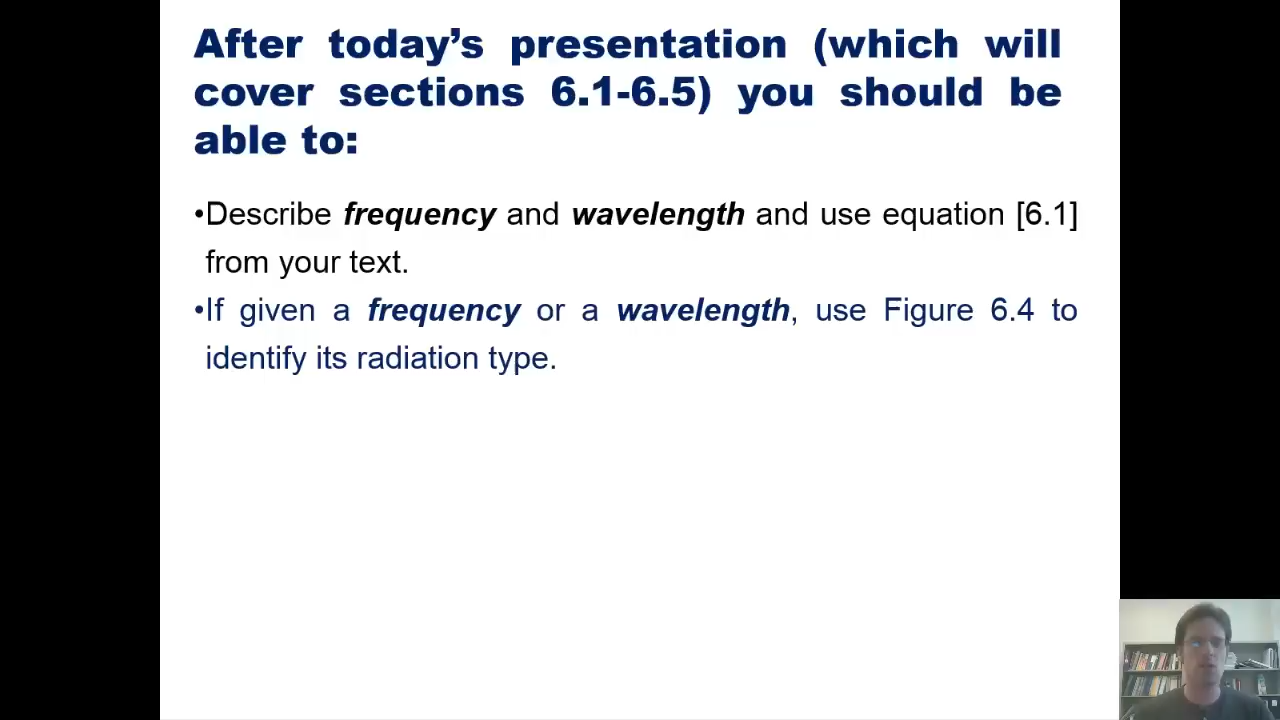 After today’s presentation (which will
cover sections 6.1-6.5) you should be
able to:
•Describe frequency and wavelength and use equation [6.1]
from your text.
•If given a frequency or a wavelength, use Figure 6.4 to
identify its radiation type.